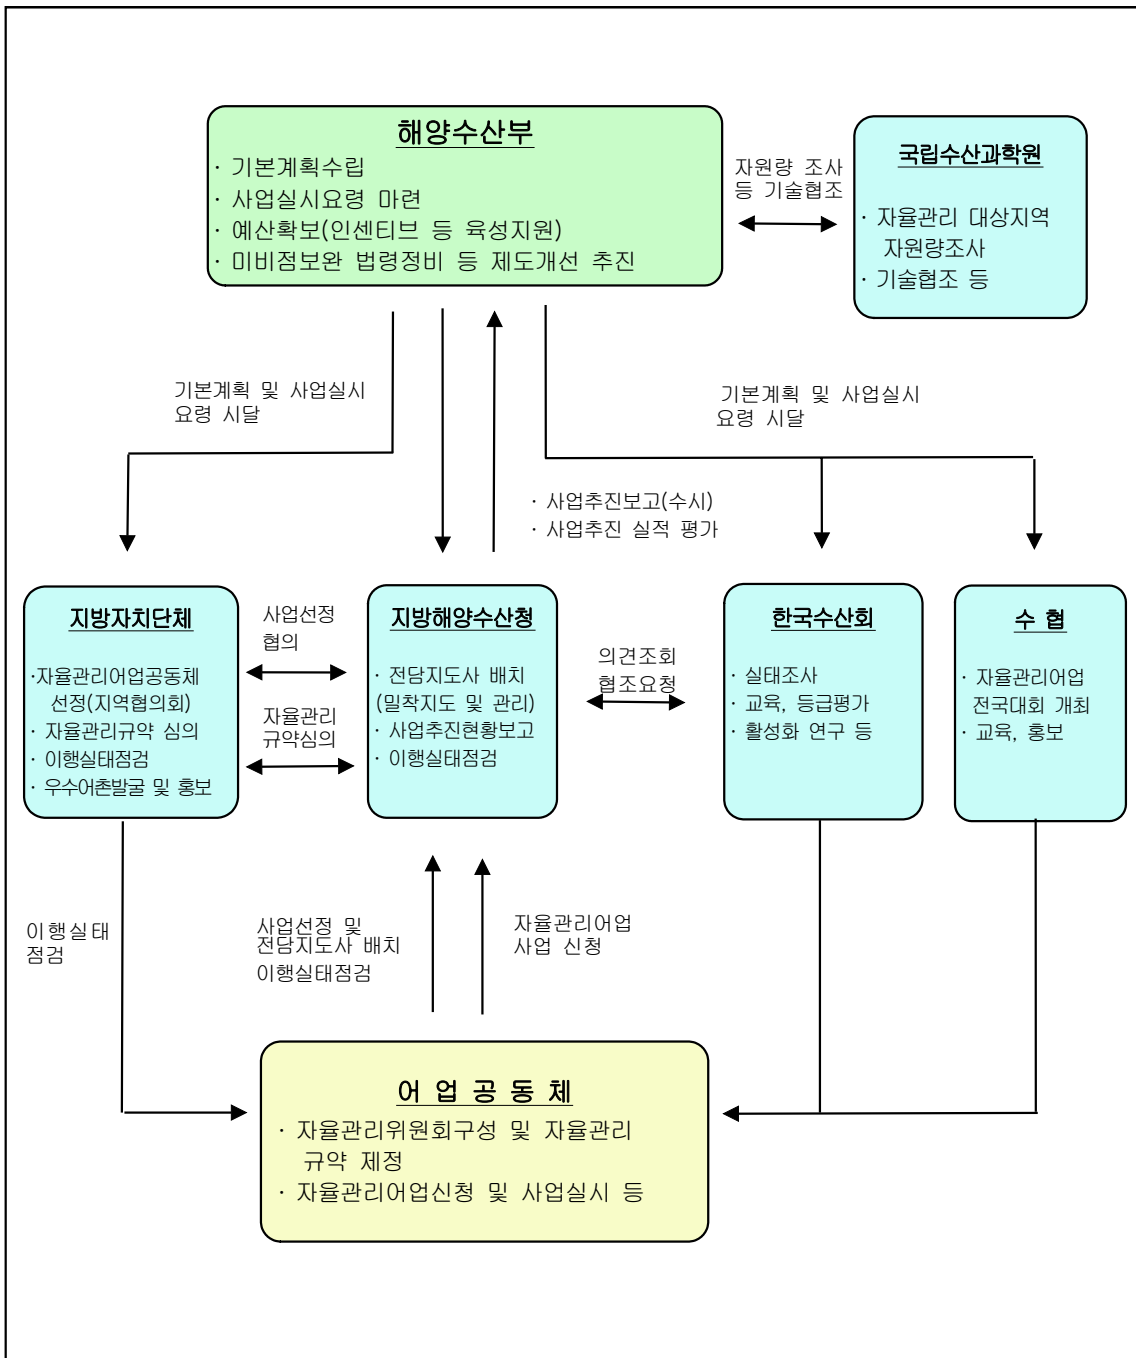 해양수산부
· 기본계획수립
· 사업실시요령 마련
· 예산확보(인센티브 등 육성지원)
· 미비점보완 법령정비 등 제도개선 추진
자원량 조사
등 기술협조
국립수산과학원
· 자율관리 대상지역
자원량조사
· 기술협조 등
기본계획 및 사업실시
요령 시달
기본계획 및 사업실시
요령 시달
· 사업추진보고(수시)
· 사업추진 실적 평가
지방자치단체
·자율관리어업공동체
선정(지역협의회)
· 자율관리규약 심의
· 이행실태점검
· 우수어촌발굴 및 홍보
사업선정
협의
자율관리
규약심의
지방해양수산청
· 전담지도사 배치
(밀착지도 및 관리)
· 사업추진현황보고
· 이행실태점검
의견조회
협조요청
한국수산회
· 실태조사
· 교육, 등급평가
· 활성화 연구 등
수 협
· 자율관리어업
전국대회 개최
· 교육, 홍보
이행실태
점검
사업선정 및
전담지도사 배치
이행실태점검
자율관리어업
사업 신청
어 업 공 동 체
· 자율관리위원회구성 및 자율관리
규약 제정
· 자율관리어업신청 및 사업실시 등